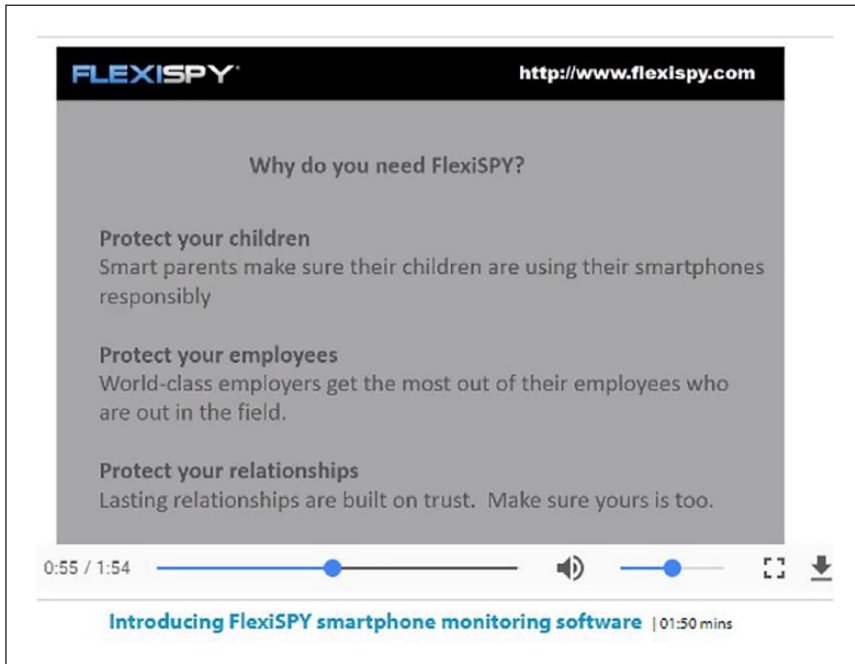 FLEXISPY
http://www.flexispy.com
Why do you need FlexiSPY?
Protect your children
Smart parents make sure their children are using their smartphones
responsibly
Protect your employees
World-class employers get the most out of their employees who
are out in the field.
Protect your relationships
Lasting relationships are built on trust.  Make sure yours is too.
0:55 / 1:54
Introducing FlexiSPY smartphone monitoring software | 01:50 mins